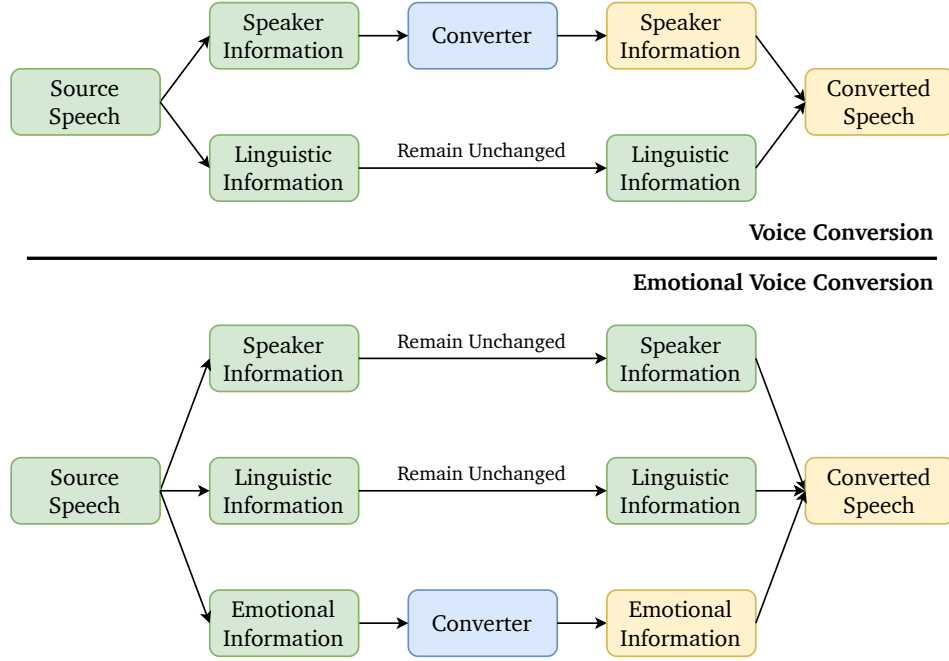 Speaker
Information
Converter
Speaker
Information
Source
Speech
Converted
Speech
Linguistic
Information
Remain Unchanged
Linguistic
Information
Voice Conversion
Emotional Voice Conversion
Speaker
Information
Remain Unchanged
Speaker
Information
Source
Speech
Linguistic
Information
Remain Unchanged
Linguistic
Information
Converted
Speech
Emotional
Information
Converter
Emotional
Information